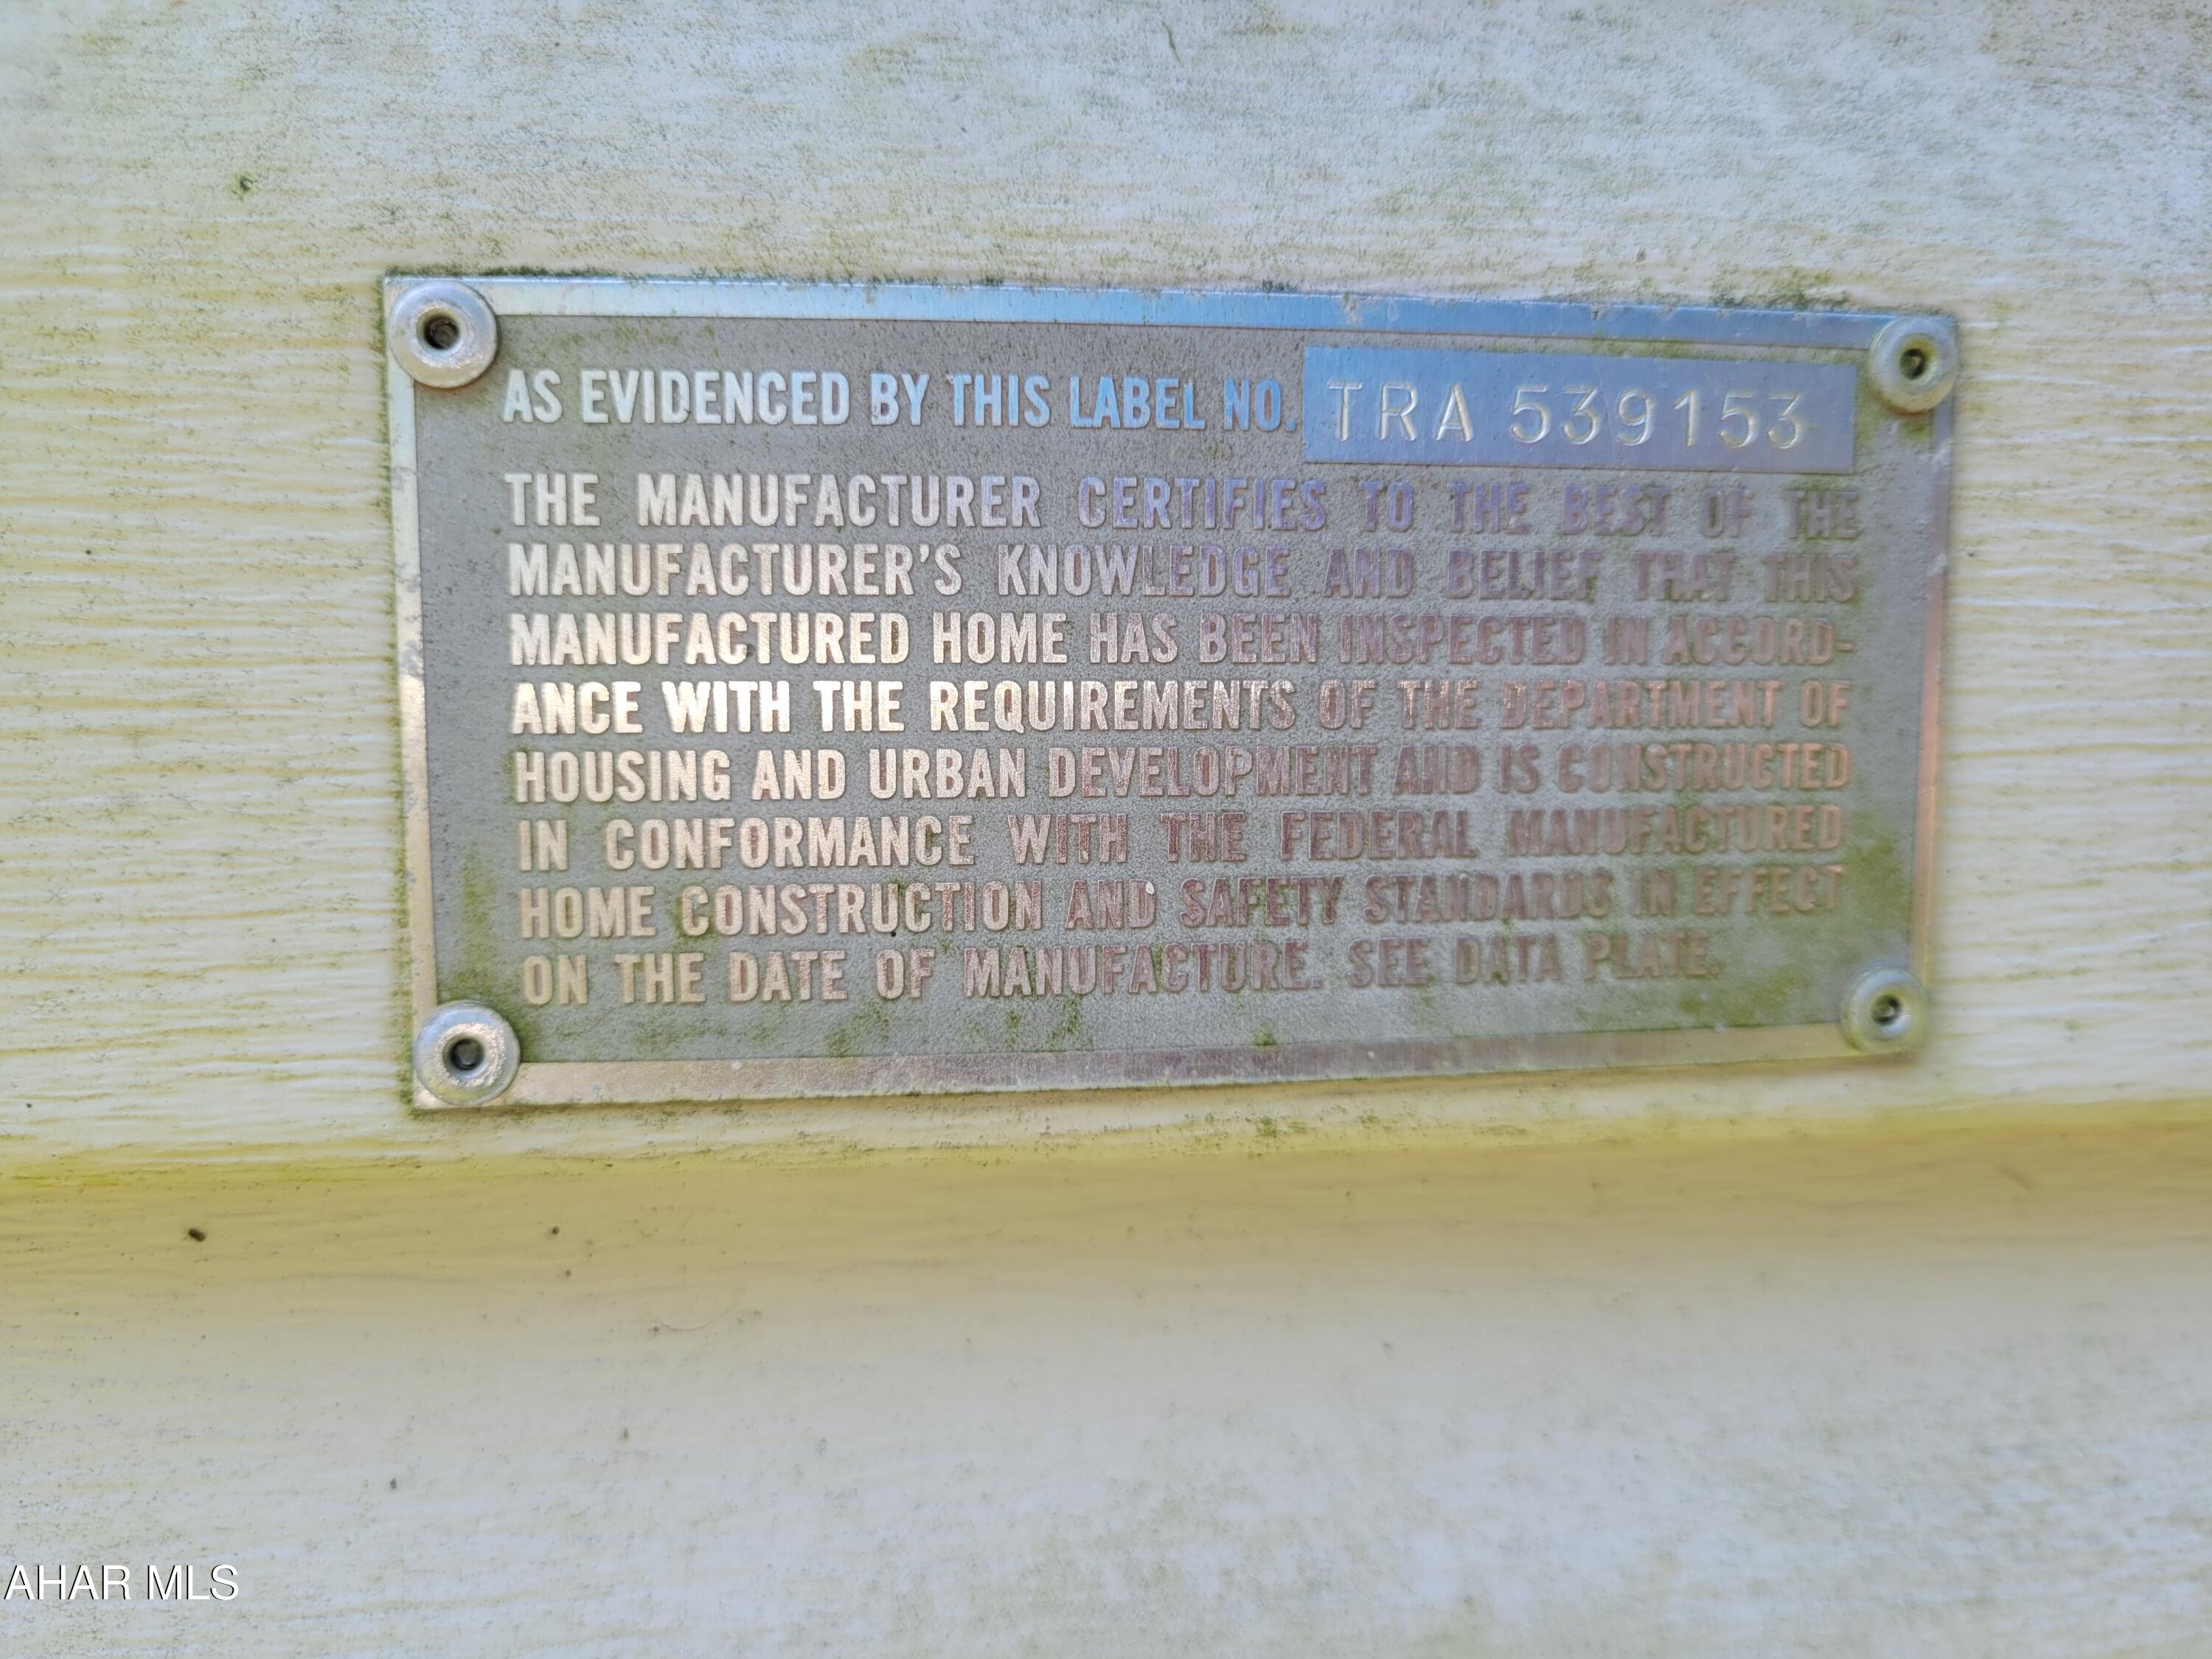 AS EVIDENCED BY THIS LABEL NO. TRA 539153
THE MANUFACTURER CERTIFIES TO THE BEST OF THE
MANUFACTURER'S KNOWLEDGE AND BELIEF THAT THIS
MANUFACTURED HOME HAS BEEN INSPECTED IN ACCORD-
ANCE WITH THE REQUIREMENTS OF THE DEPARTMENT OF
HOUSING AND URBAN DEVELOPMENT AND IS CONSTRUCTED
IN CONFORMANCE WITH THE FEDERAL MANUFACTURED
HOME CONSTRUCTION AND SAFETY STANDARDS IN EFFECT
ON THE DATE OF MANUFACTURE. SEE DATA PLATE.
AHAR MLS